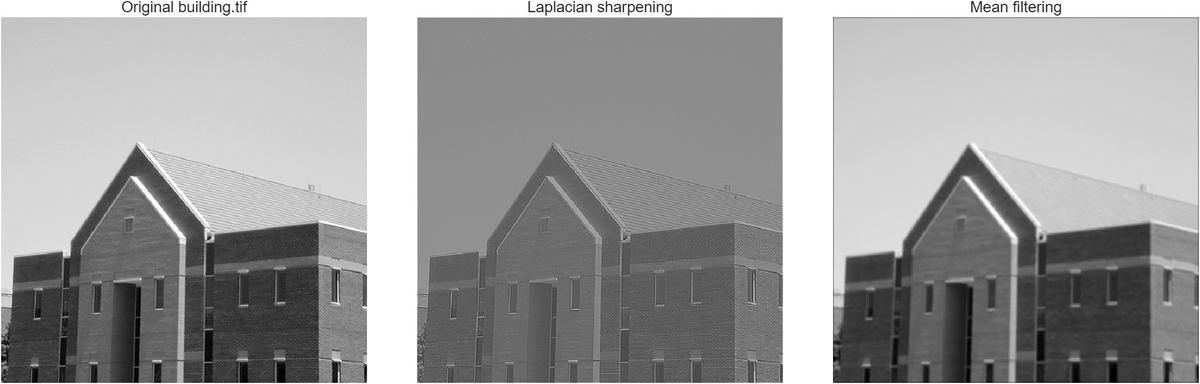 Original building.tif
Laplacian sharpening
Mean filtering